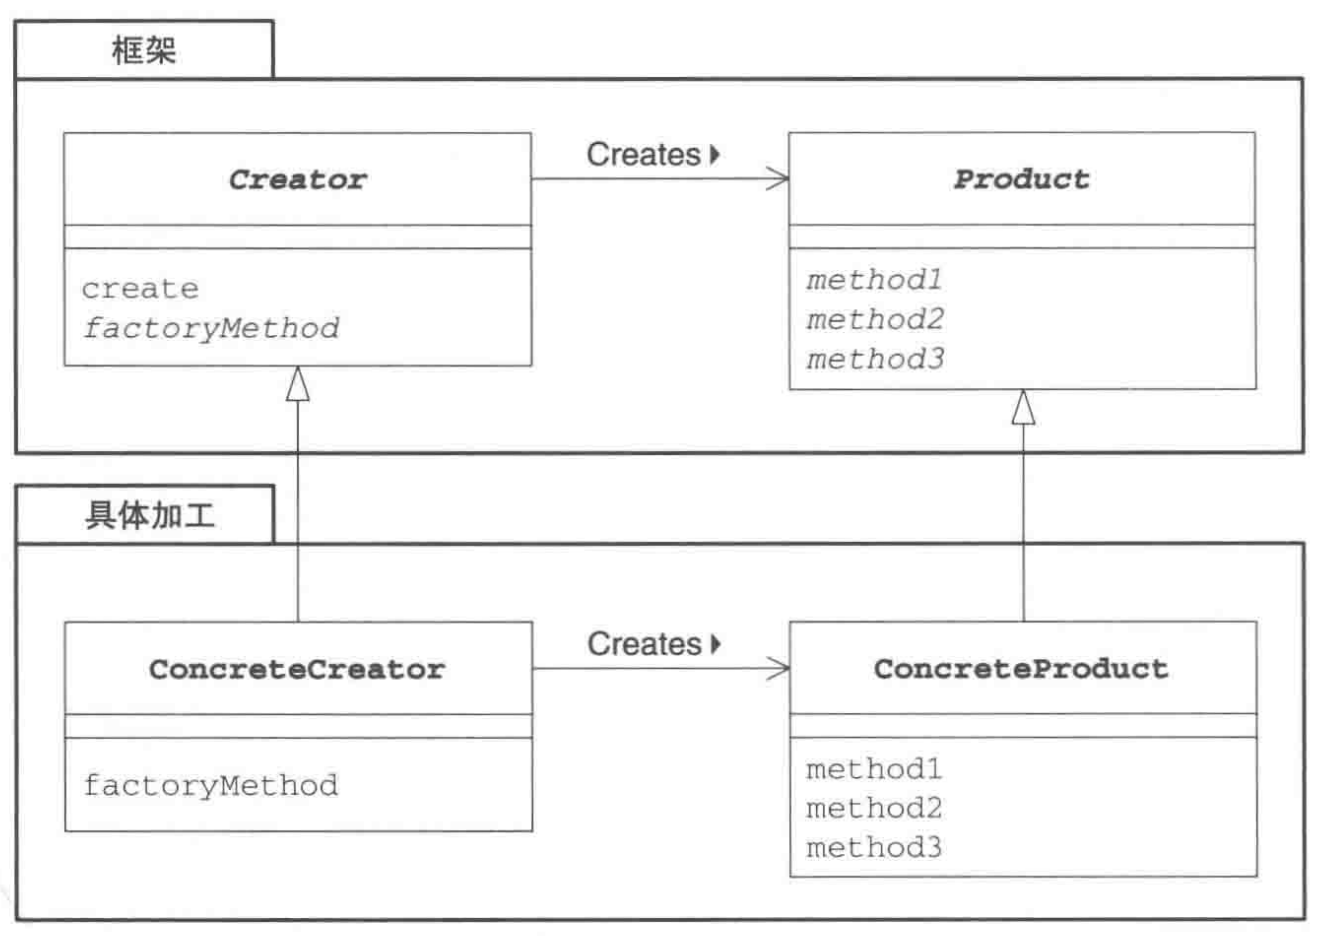 框架
Creator
Creates
Product
create
factoryMethod
method1
method2
method3
具体加工
ConcreteCreator
Creates
ConcreteProduct
factoryMethod
method1
method2
method3